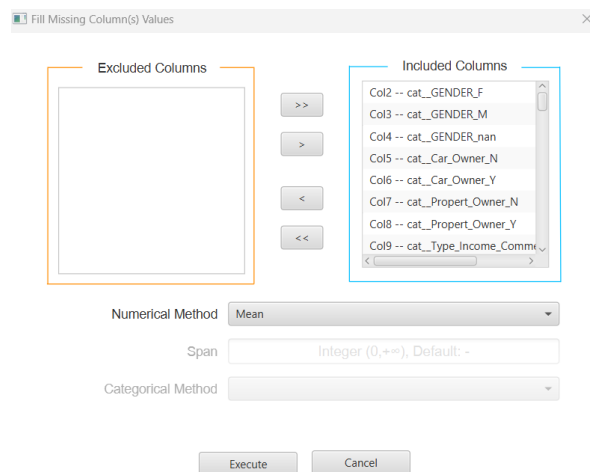 Fill Missing Column(s) Values
Excluded Columns
Included Columns
>>
>
<
<<
Col2 -- cat__GENDER_F
Col3 -- cat__GENDER_M
Col4 -- cat__GENDER_nan
Col5 -- cat__Car_Owner_N
Col6 -- cat__Car_Owner_Y
Col7 -- cat__Propert_Owner_N
Col8 -- cat__Propert_Owner_Y
Col9 -- cat__Type_Income_Comme
Numerical Method Mean
Span Integer (0,+∞), Default: -
Categorical Method
Execute Cancel